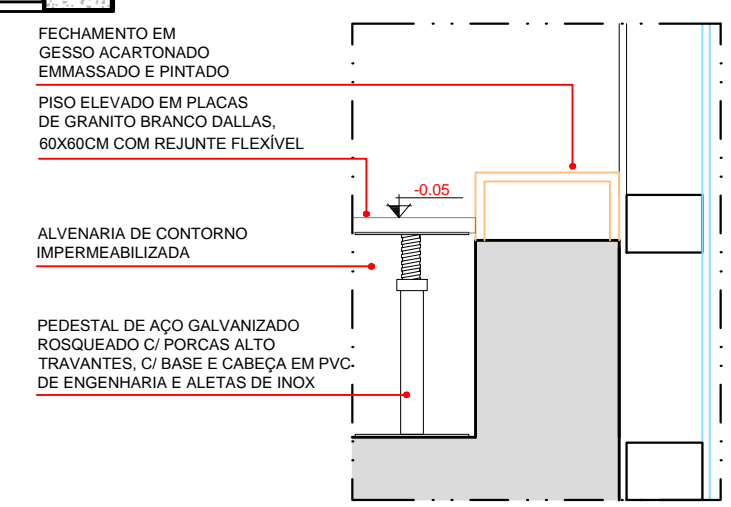 FECHAMENTO EM
GESSO ACARTONADO
EMMASSADO E PINTADO
PISO ELEVADO EM PLACAS
DE GRANITO BRANCO DALLAS,
60X60CM COM REJUNTE FLEXÍVEL
-0.05
ALVENARIA DE CONTORNO
IMPERMEABILIZADA
PEDESTAL DE AÇO GALVANIZADO
ROSQUEADO C/ PORCAS ALTO
TRAVANTES, C/ BASE E CABEÇA EM PVC
DE ENGENHARIA E ALETAS DE INOX